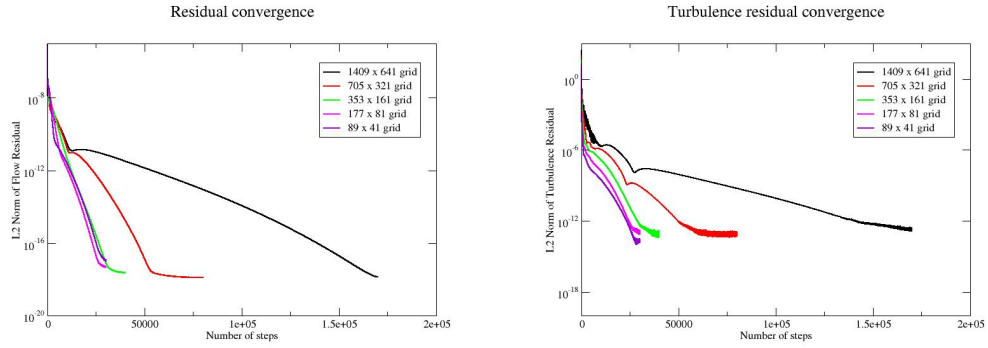 Residual convergence
L2 Norm of Flow Residual
10^-8
10^-12
10^-16
10^-20
0
50000
1e+05
1.5e+05
2e+05
Number of steps
1409 x 641 grid
705 x 321 grid
353 x 161 grid
177 x 81 grid
89 x 41 grid
Turbulence residual convergence
L2 Norm of Turbulence Residual
10^0
10^-6
10^-12
10^-18
0
50000
1e+05
1.5e+05
2e+05
Number of steps
1409 x 641 grid
705 x 321 grid
353 x 161 grid
177 x 81 grid
89 x 41 grid